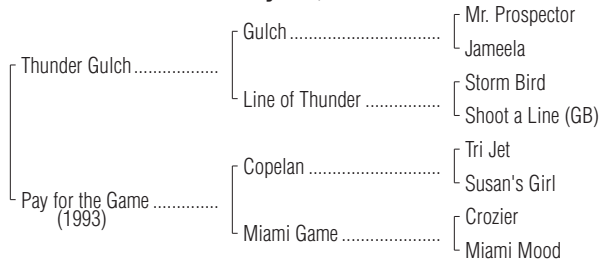 Mr. Prospector
Gulch
Jameela
Thunder Gulch
Storm Bird
Line of Thunder
Shoot a Line (GB)
Tri Jet
Copelan
Susan's Girl
Pay for the Game
(1993)
Crozier
Miami Game
Miami Mood